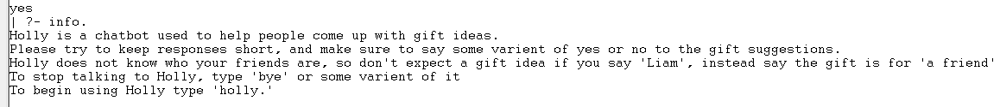 yes
| ?- info.
Holly is a chatbot used to help people come up with gift ideas.
Please try to keep responses short, and make sure to say some varient of yes or no to the gift suggestions.
Holly does not know who your friends are, so don't expect a gift idea if you say 'Liam', instead say the gift is for 'a friend'
To stop talking to Holly, type 'bye' or some varient of it
To begin using Holly type 'holly.'